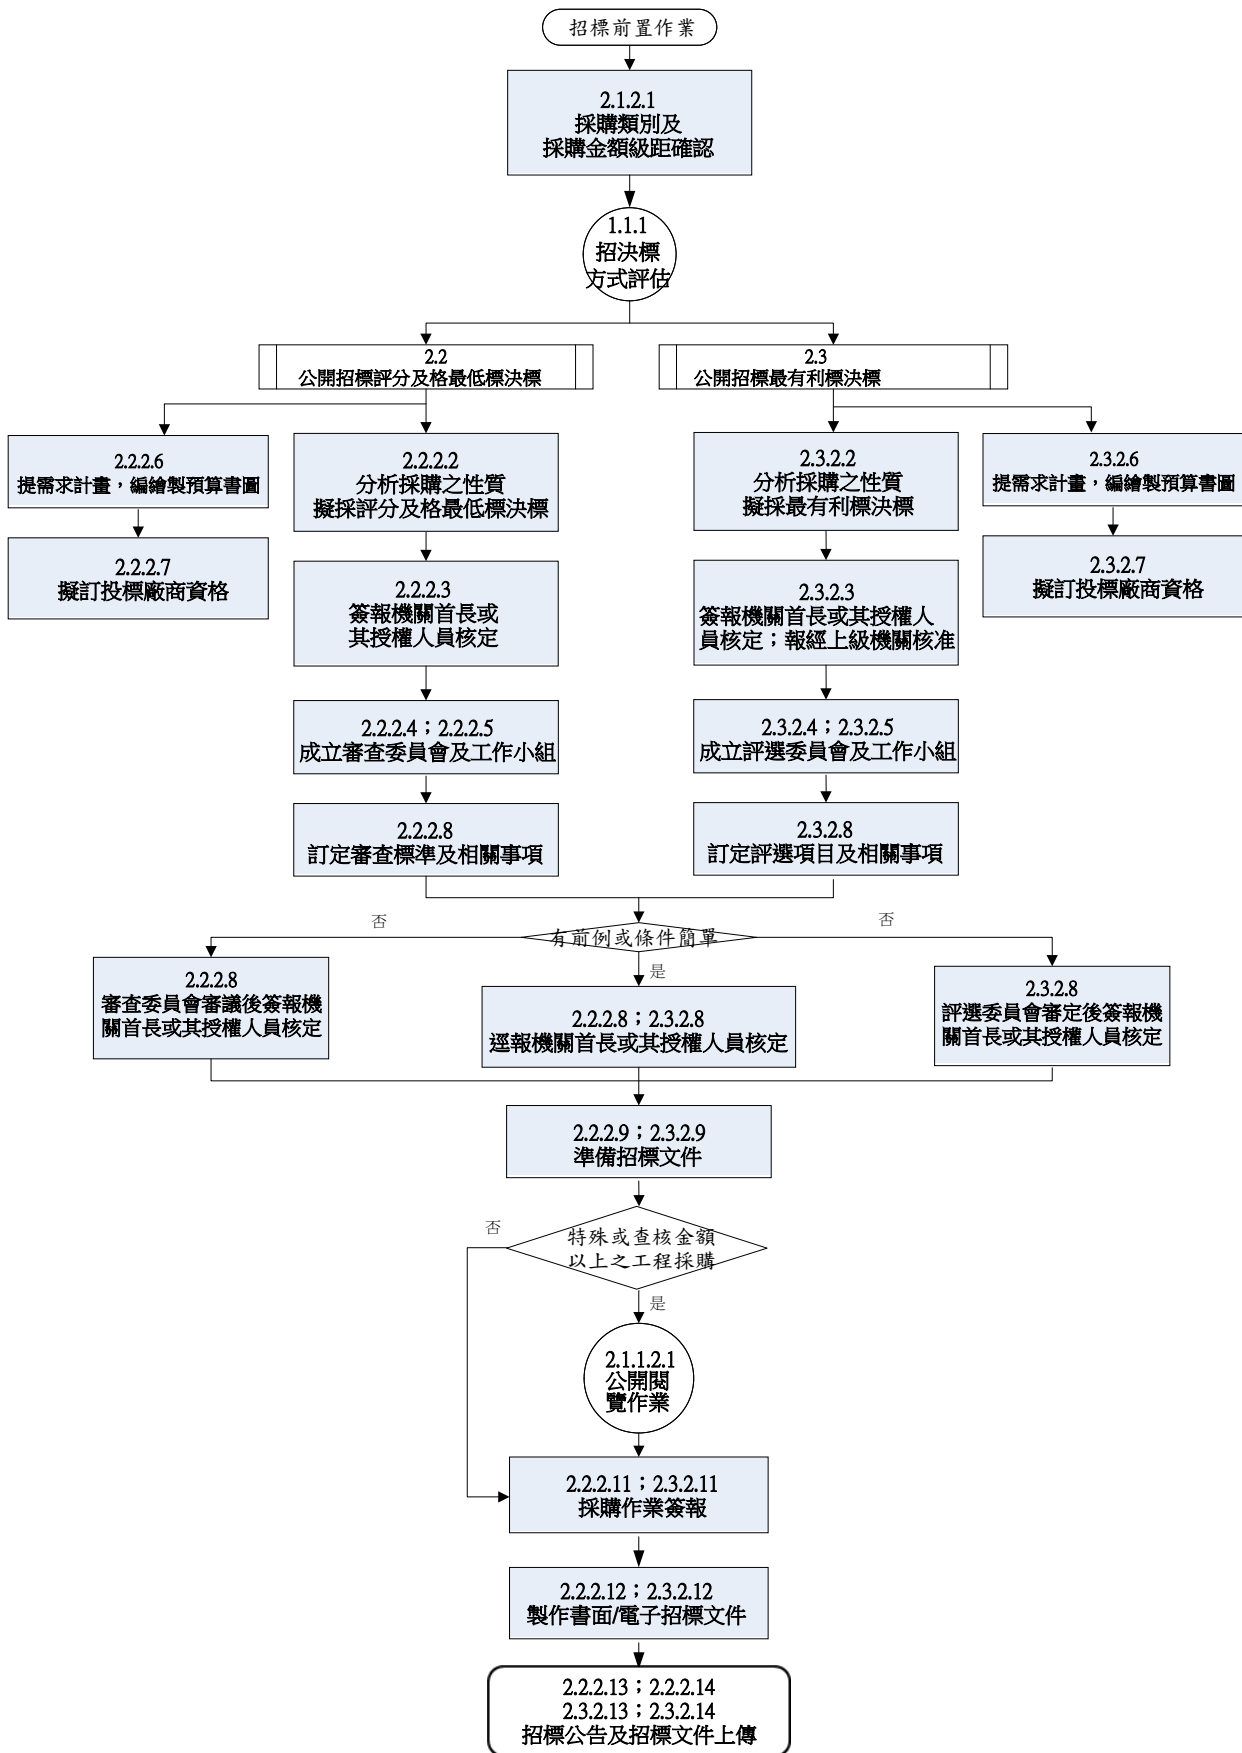 招標前置作業
2.1.2.1
採購類別及
採購金額級距確認
1.1.1
招決標
方式評估
2.2
公開招標評分及格最低標決標
2.3
公開招標最有利標決標
2.2.2.6
提需求計畫，編繪製預算書圖
2.2.2.2
分析採購之性質
擬採評分及格最低標決標
2.3.2.2
分析採購之性質
擬採最有利標決標
2.3.2.6
提需求計畫，編繪製預算書圖
2.2.2.7
擬訂投標廠商資格
2.2.2.3
簽報機關首長或
其授權人員核定
2.3.2.3
簽報機關首長或其授權人
員核定；報經上級機關核准
2.3.2.7
擬訂投標廠商資格
2.2.2.4；2.2.2.5
成立審查委員會及工作小組
2.3.2.4；2.3.2.5
成立評選委員會及工作小組
2.2.2.8
訂定審查標準及相關事項
2.3.2.8
訂定評選項目及相關事項
否
有前例或條件簡單
否
是
2.2.2.8
審查委員會審議後簽報機
關首長或其授權人員核定
2.2.2.8；2.3.2.8
逕報機關首長或其授權人員核定
2.3.2.8
評選委員會審定後簽報機
關首長或其授權人員核定
2.2.2.9；2.3.2.9
準備招標文件
否
特殊或查核金額
以上之工程採購
是
2.1.1.2.1
公開閱
覽作業
2.2.2.11；2.3.2.11
採購作業簽報
2.2.2.12；2.3.2.12
製作書面/電子招標文件
2.2.2.13；2.2.2.14
2.3.2.13；2.3.2.14
招標公告及招標文件上傳